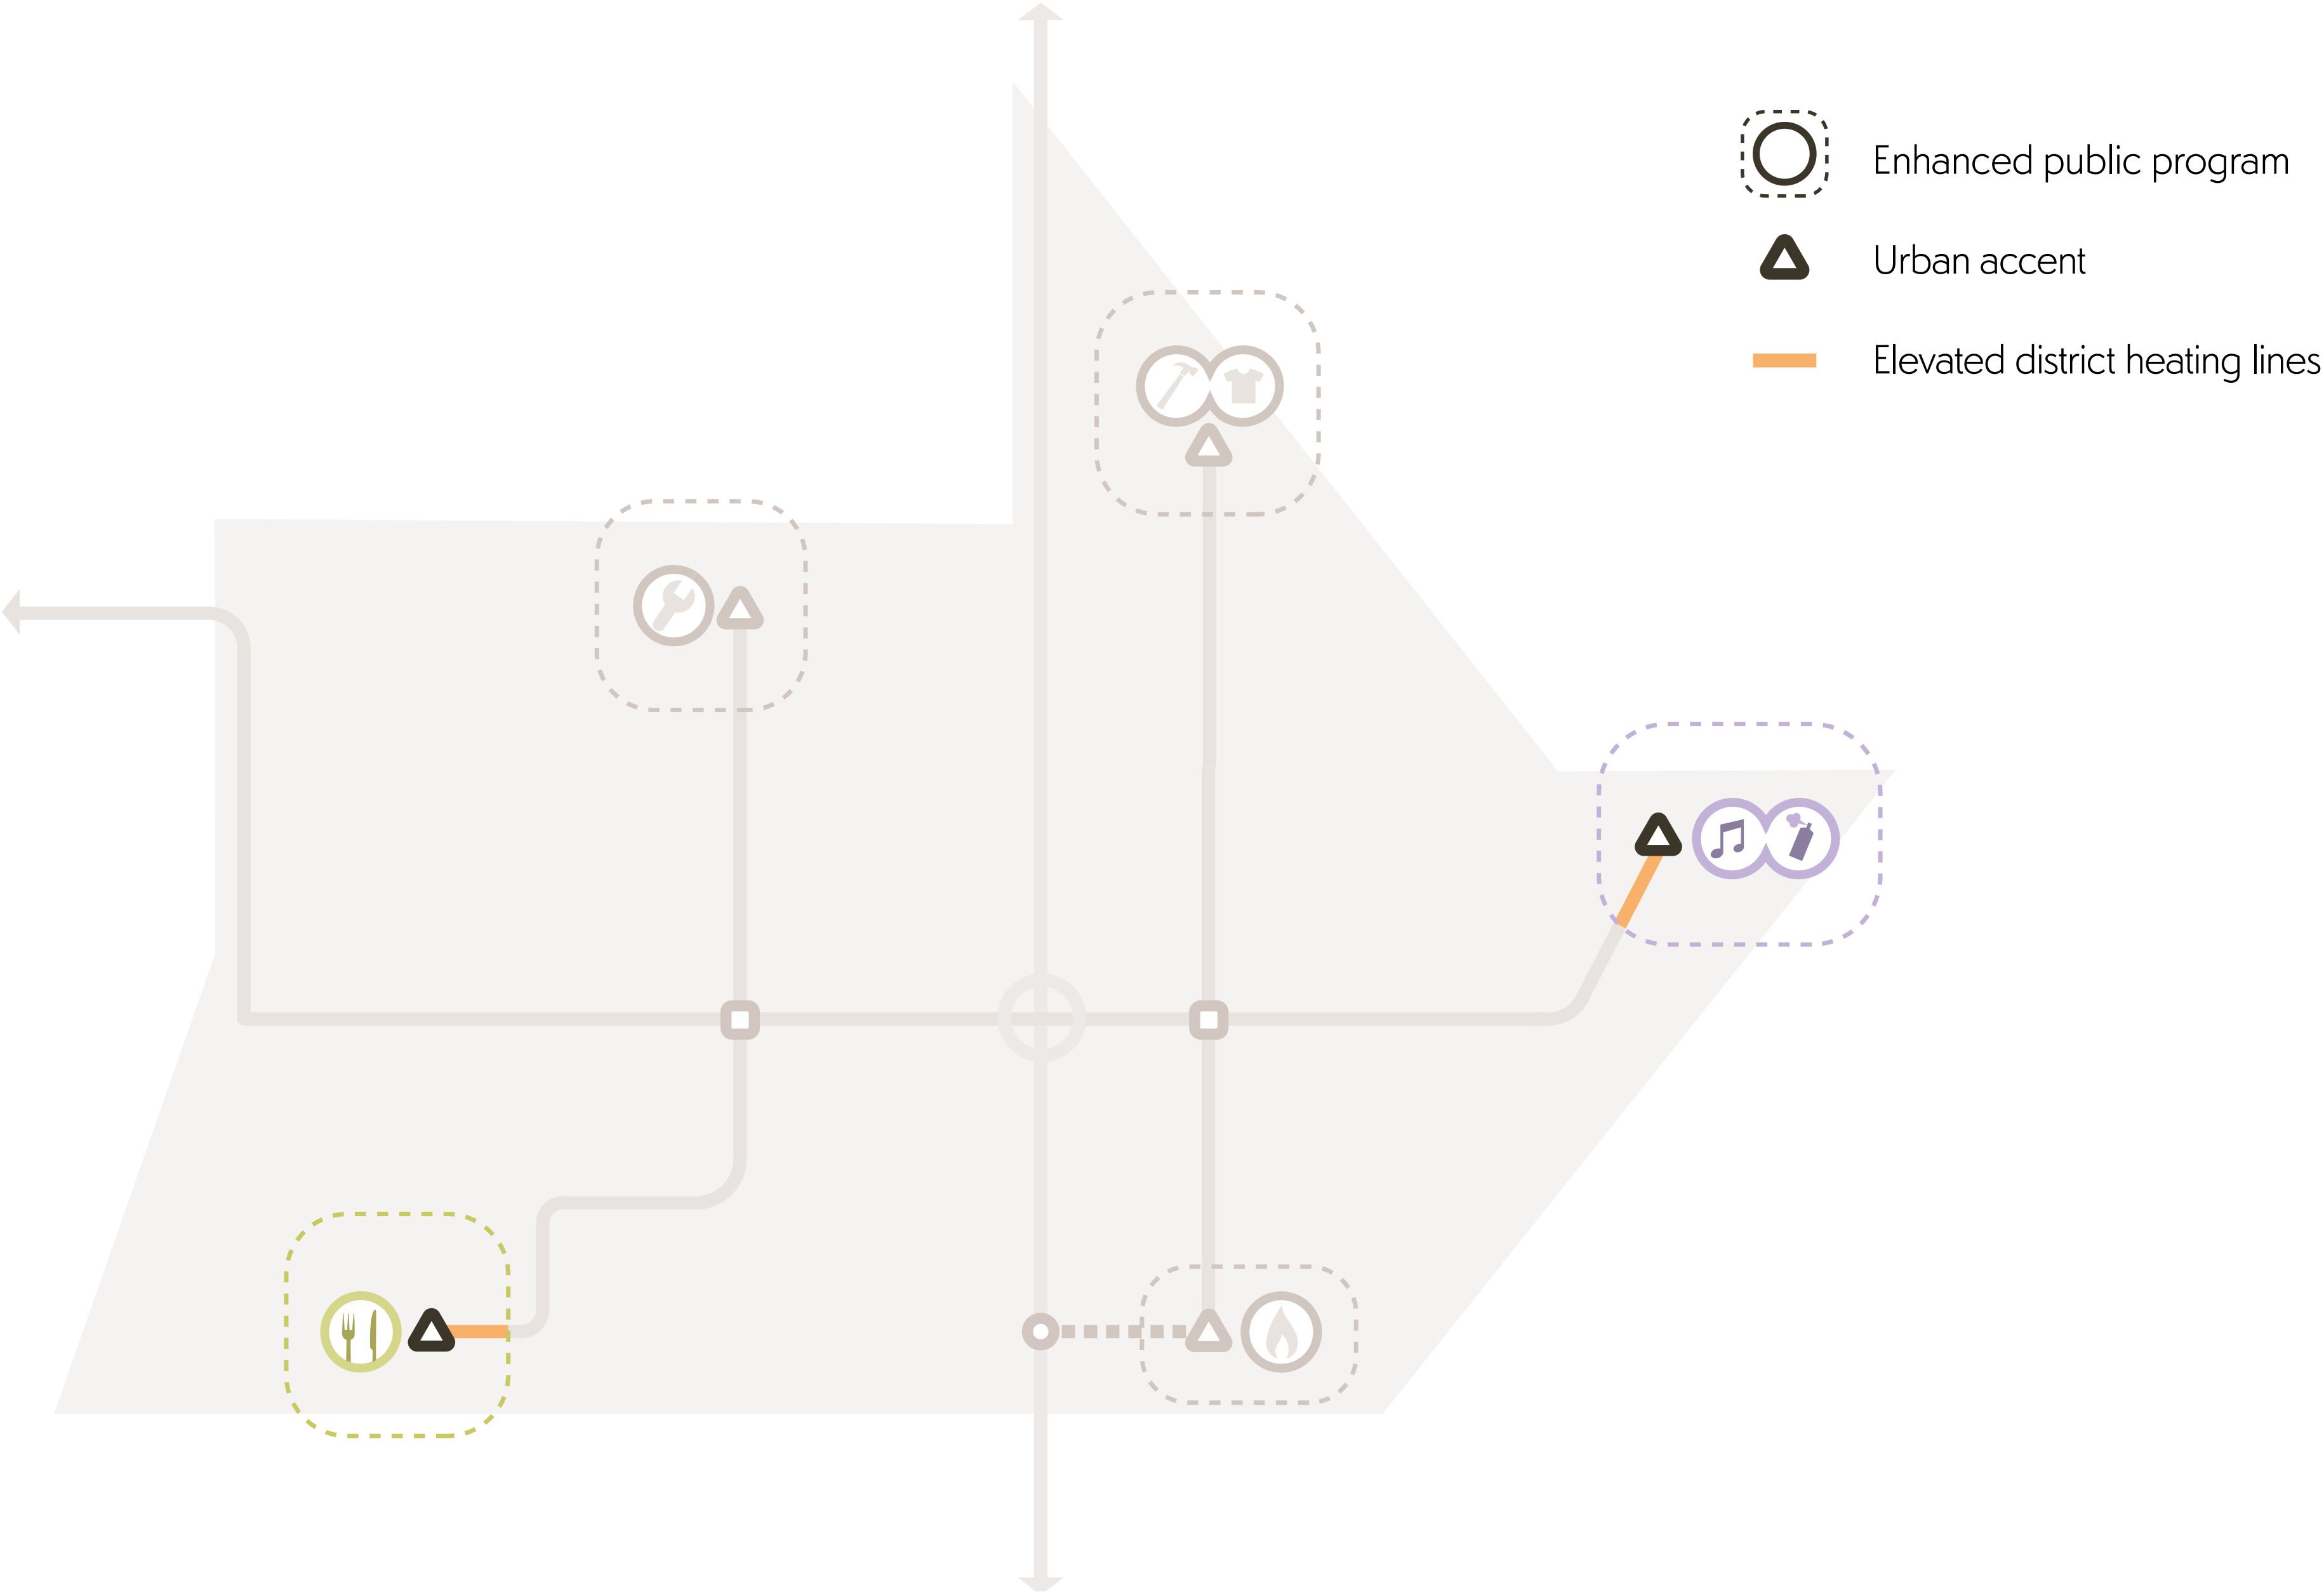 Enhanced public program
Urban accent
Elevated district heating lines